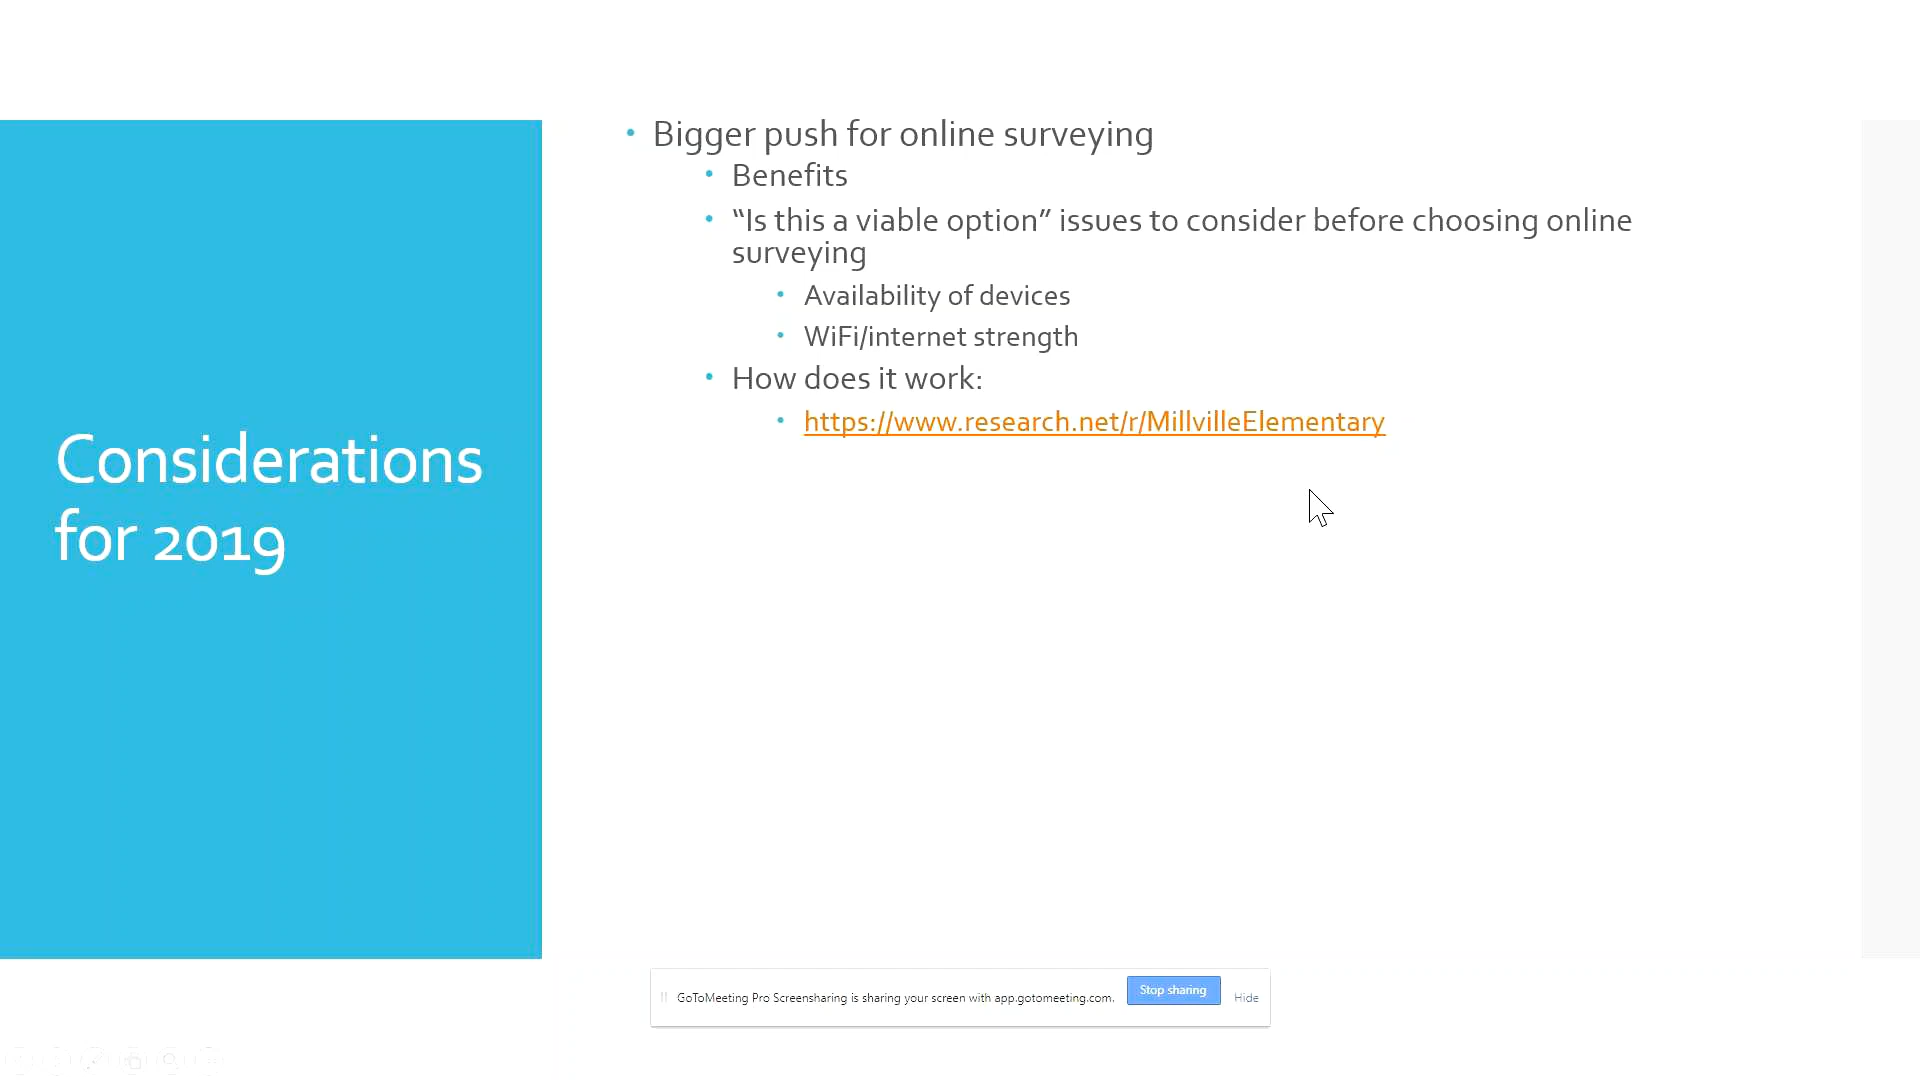 Considerations
for 2019
• Bigger push for online surveying
• Benefits
• “Is this a viable option” issues to consider before choosing online
surveying
• Availability of devices
• WiFi/internet strength
• How does it work:
• https://www.research.net/r/MillvilleElementary
GoToMeeting Pro Screensharing is sharing your screen with app.gotomeeting.com.
Stop sharing
Hide